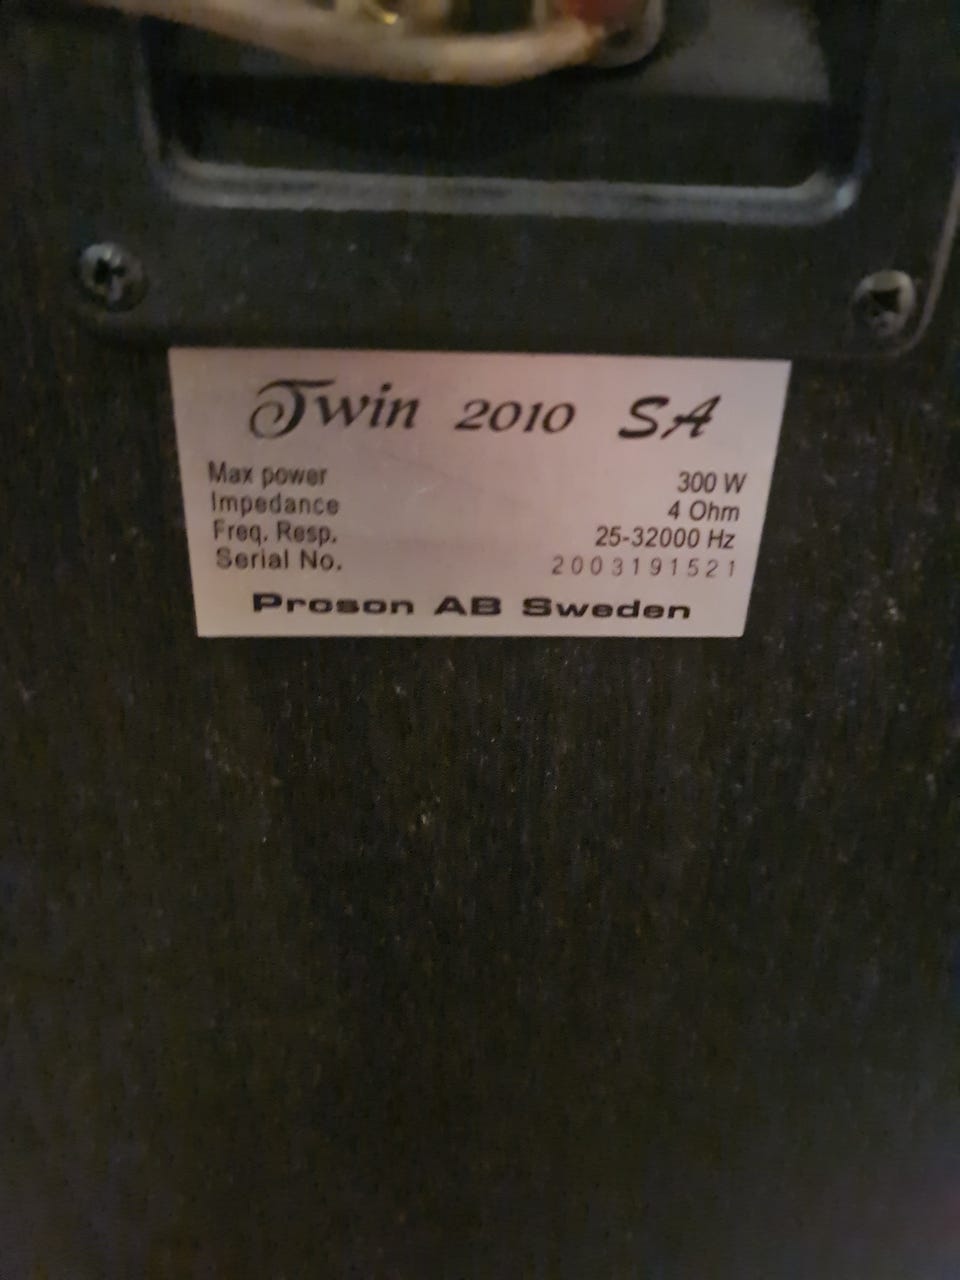 Twin 2010 SA
Max power 300 W
Impedance 4 Ohm
Freq. Resp. 25-32000 Hz
Serial No. 2003191521
Proson AB Sweden